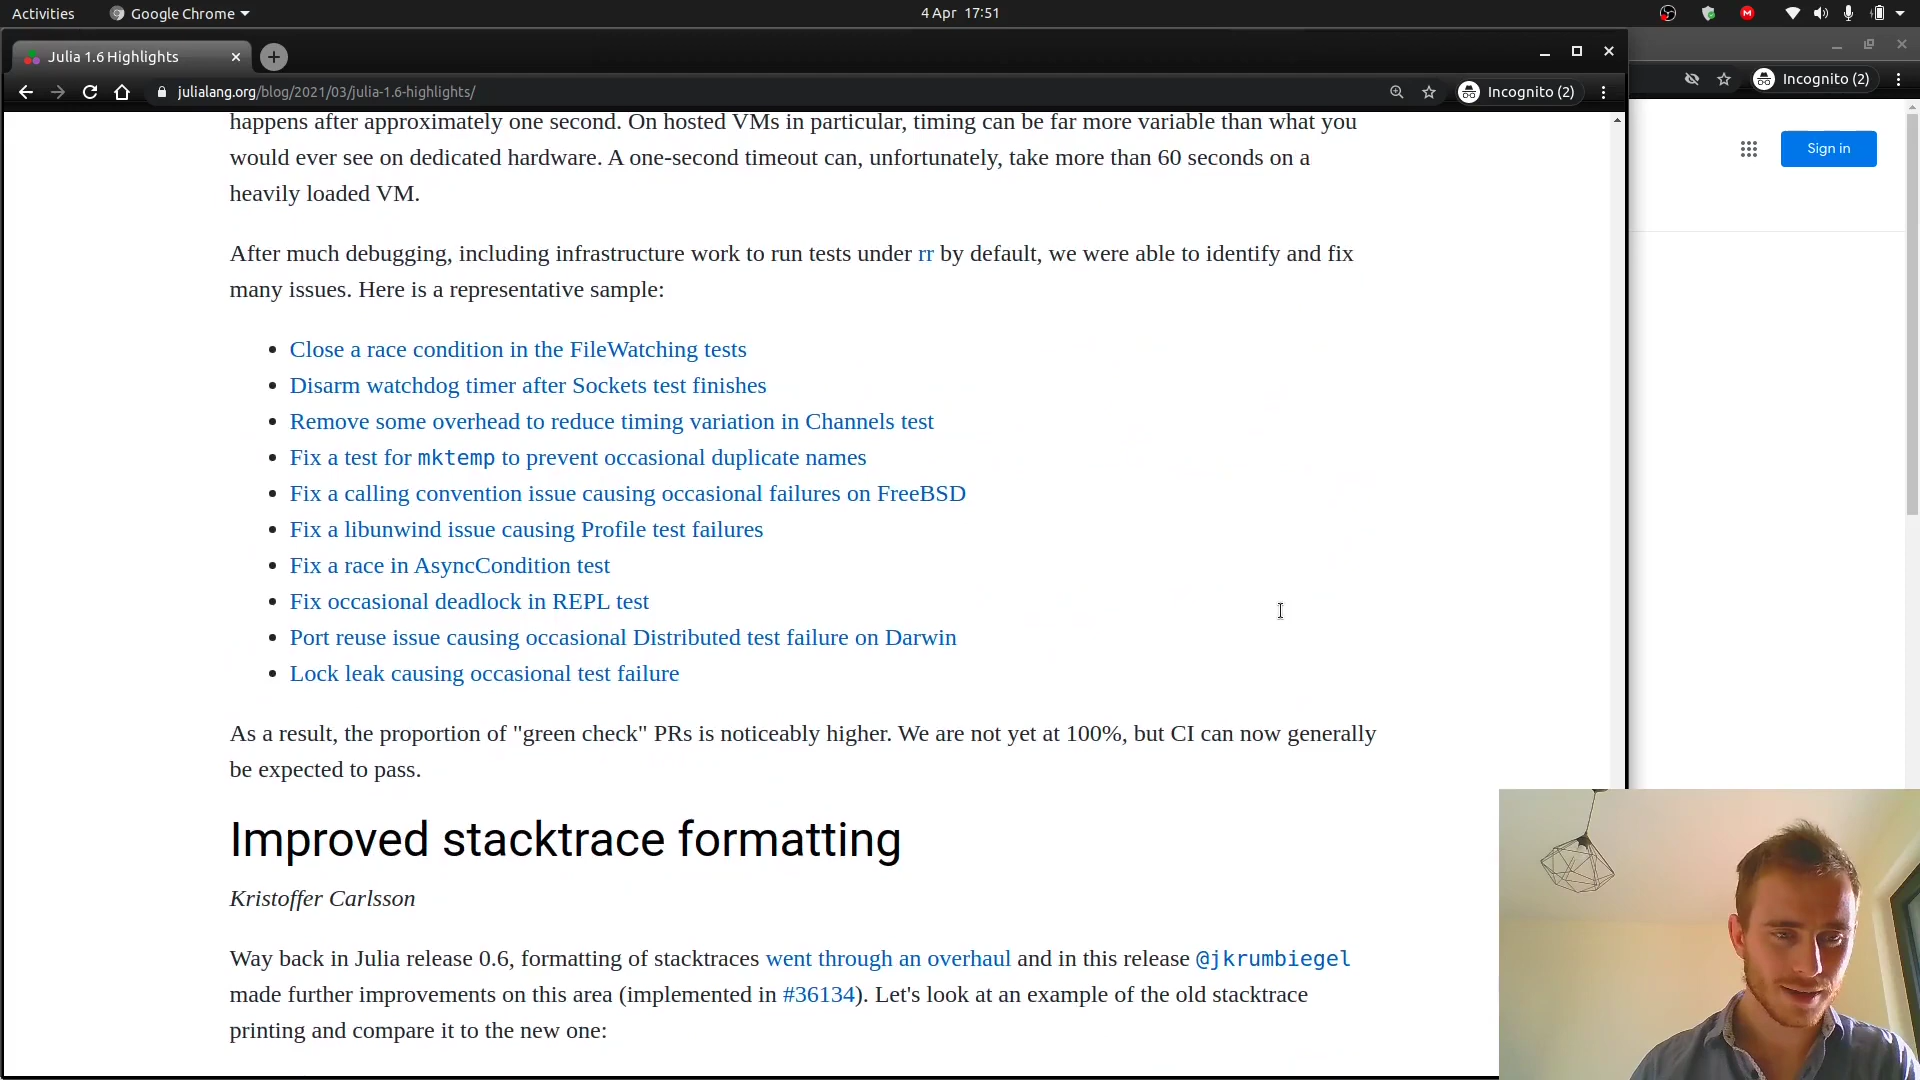 Activities Google Chrome 4 Apr 17:51
Julia 1.6 Highlights
jualang.org/blog/2021/03/julia-1.6-highlights/ Incognito (2) Incognito (2)
Sign in
happens after approximately one second. On hosted VMs in particular, timing can be far more variable than what you
would ever see on dedicated hardware. A one-second timeout can, unfortunately, take more than 60 seconds on a
heavily loaded VM.
After much debugging, including infrastructure work to run tests under rr by default, we were able to identify and fix
many issues. Here is a representative sample:
• Close a race condition in the FileWatching tests
• Disarm watchdog timer after Sockets test finishes
• Remove some overhead to reduce timing variation in Channels test
• Fix a test for mktemp to prevent occasional duplicate names
• Fix a calling convention issue causing occasional failures on FreeBSD
• Fix a libunwind issue causing Profile test failures
• Fix a race in AsyncCondition test
• Fix occasional deadlock in REPL test
• Port reuse issue causing occasional Distributed test failure on Darwin
• Lock leak causing occasional test failure
As a result, the proportion of "green check" PRs is noticeably higher. We are not yet at 100%, but CI can now generally
be expected to pass.
Improved stacktrace formatting
Kristoffer Carlsson
Way back in Julia release 0.6, formatting of stacktraces went through an overhaul and in this release @jkrumbiegel
made further improvements on this area (implemented in #36134). Let's look at an example of the old stacktrace
printing and compare it to the new one: